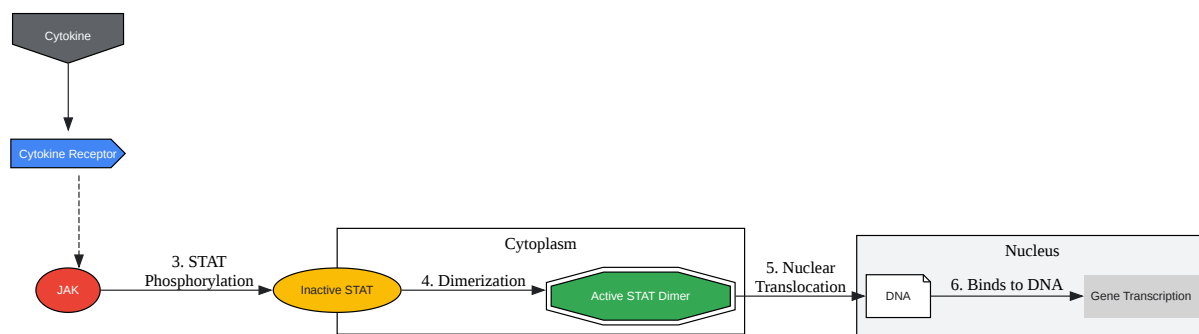 Cytokine
Cytokine Receptor
Cytoplasm
Nucleus
3. STAT
Phosphorylation
5. Nuclear
Translocation
JAK
Inactive STAT
4. Dimerization
Active STAT Dimer
DNA
6. Binds to DNA
Gene Transcription